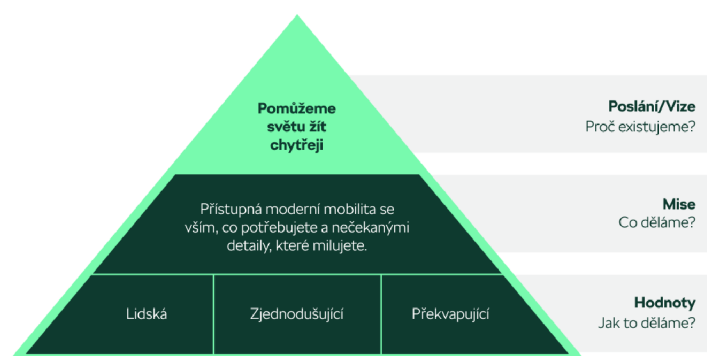 Pomůžeme
světu žít
chytřeji
Poslání/Vize
Proč existujeme?
Přístupná moderní mobilita se
vším, co potřebujete a nečekanými
detaily, které milujete.
Mise
Co děláme?
Lidská
Zjednodušující
Překvapující
Hodnoty
Jak to děláme?